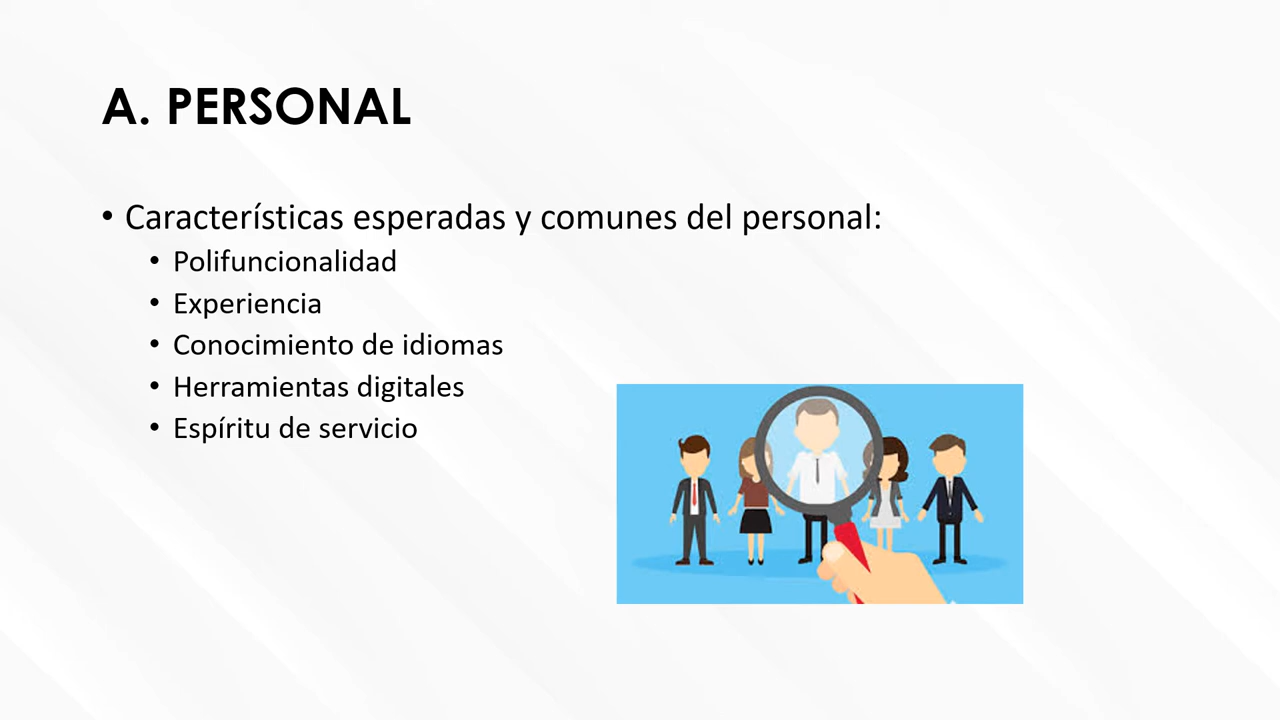 A. PERSONAL
• Características esperadas y comunes del personal:
• Polifuncionalidad
• Experiencia
• Conocimiento de idiomas
• Herramientas digitales
• Espíritu de servicio